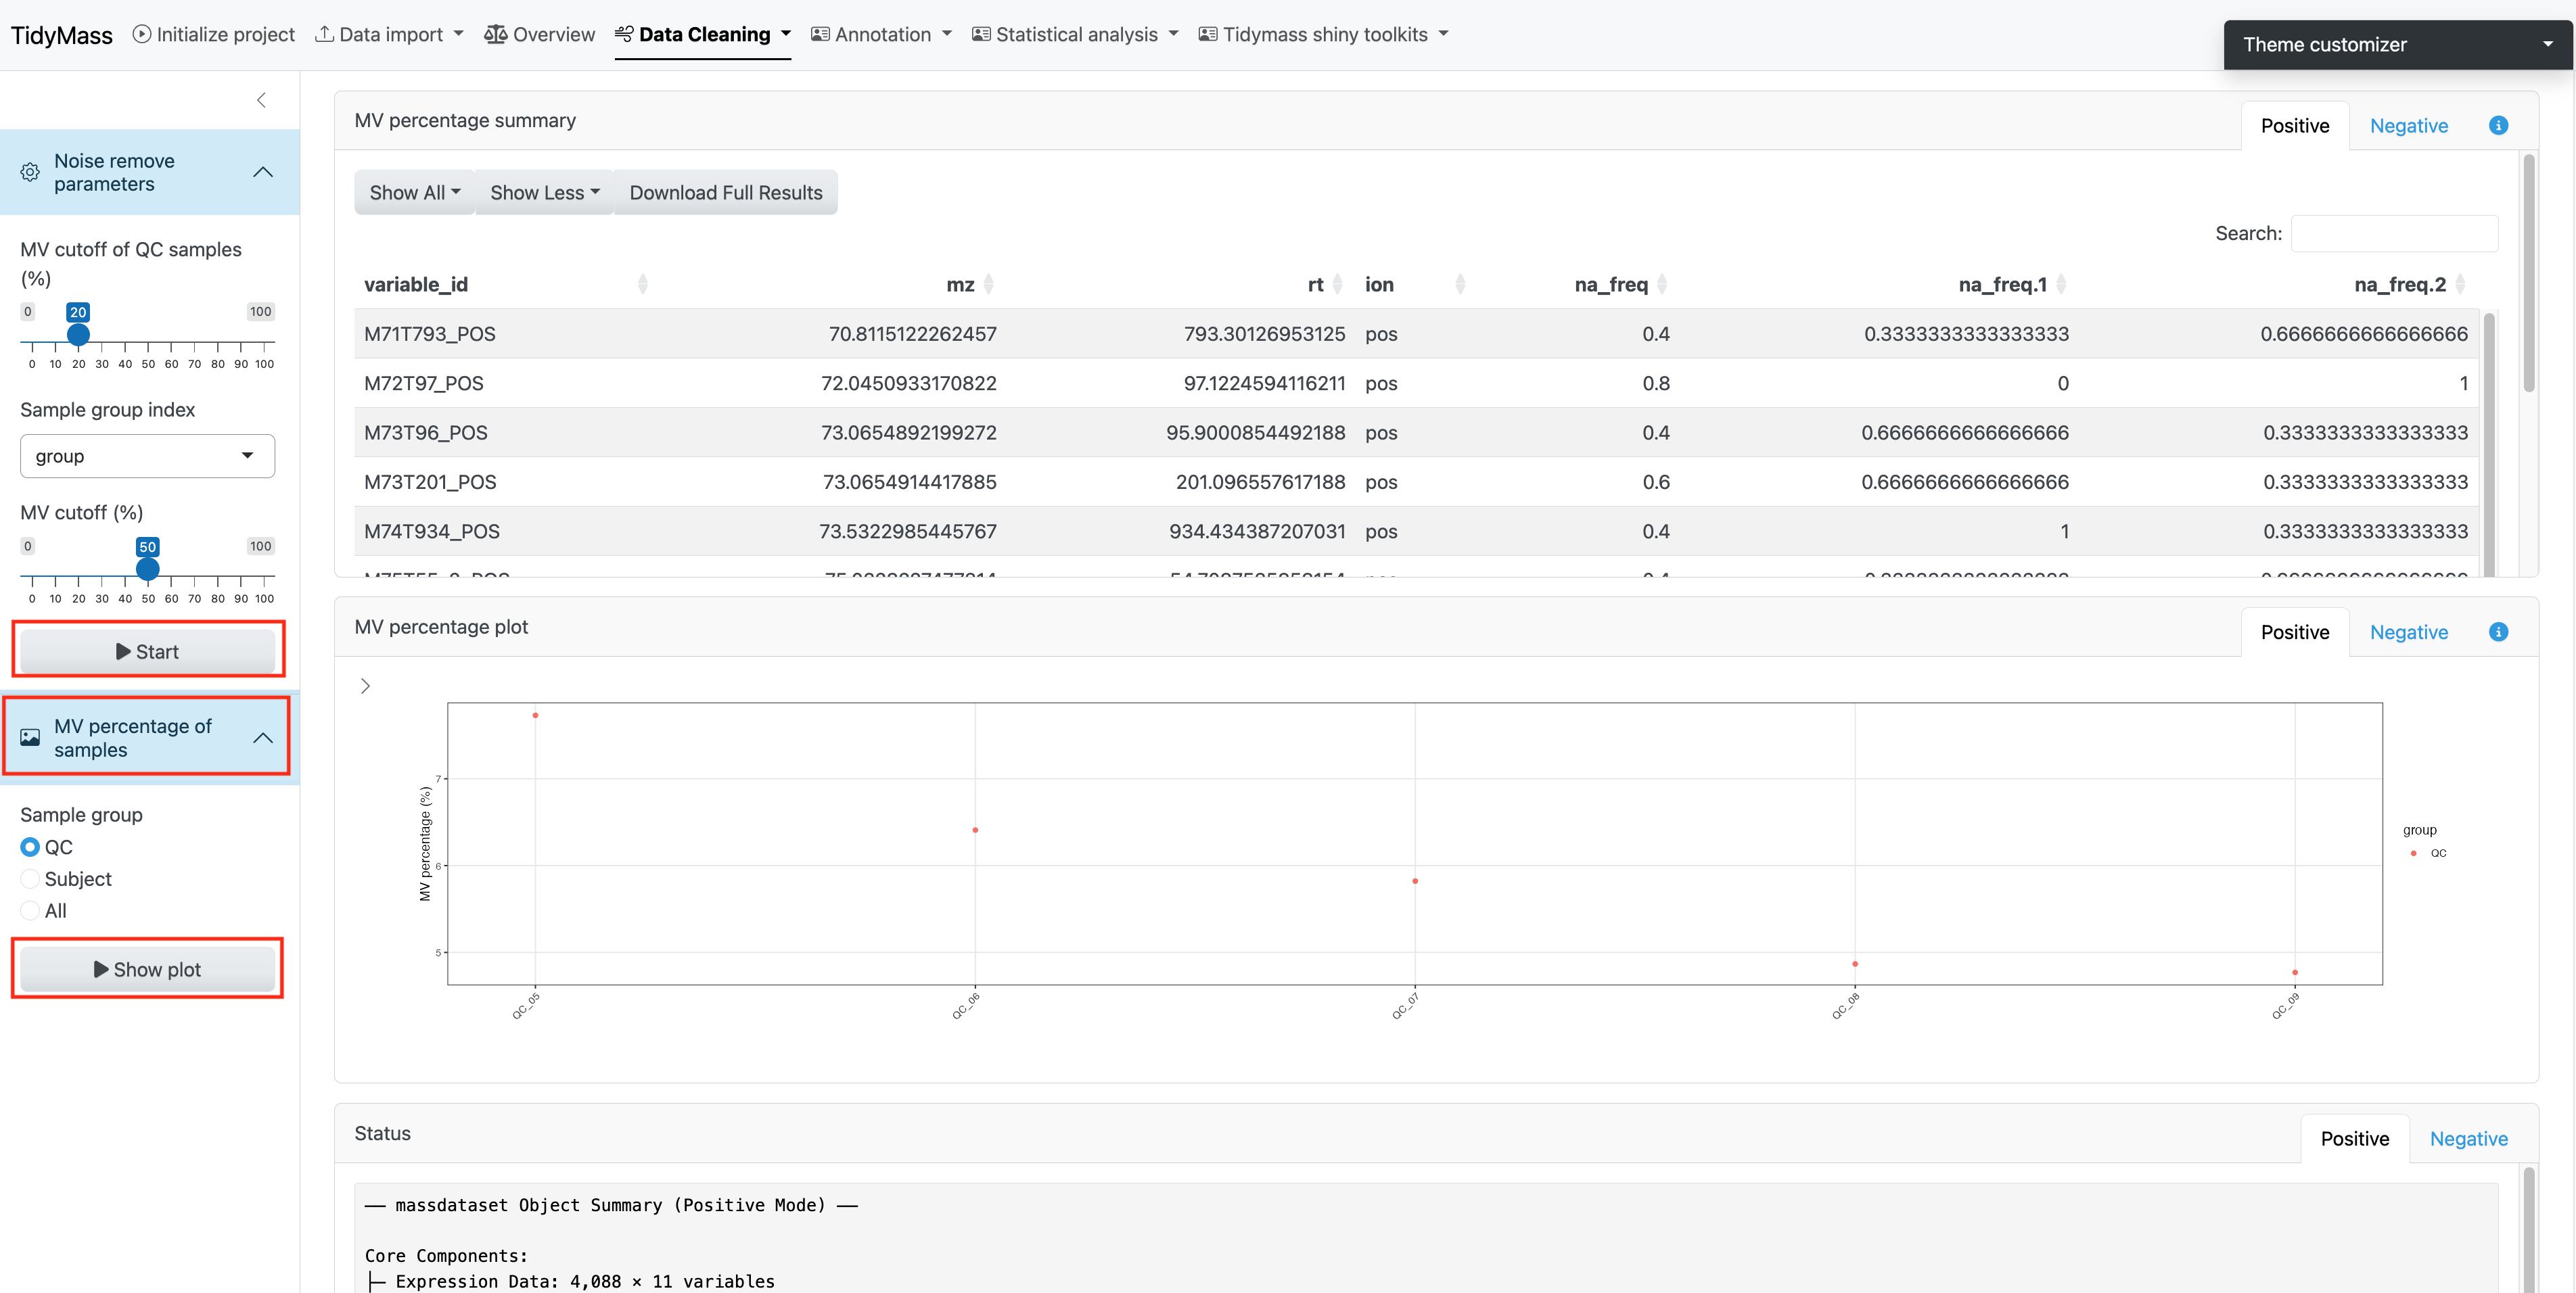 TidyMass Initialize project Data import Overview Data Cleaning Annotation Statistical analysis Tidymass shiny toolkits
Theme customizer
Noise remove
parameters
MV cutoff of QC samples
(%)
0 20 100
0 10 20 30 40 50 60 70 80 90 100
Sample group index
group
MV cutoff (%)
0 50 100
0 10 20 30 40 50 60 70 80 90 100
Start
MV percentage of
samples
Sample group
QC
Subject
All
Show plot
MV percentage summary
Positive Negative
Show All Show Less Download Full Results
Search:
variable_id mz rt ion na_freq na_freq.1 na_freq.2
M71T793_POS 70.8115122262457 793.30126953125 pos 0.4 0.3333333333333333 0.6666666666666666
M72T97_POS 72.0450933170822 97.1224594116211 pos 0.8 0 1
M73T96_POS 73.0654892199272 95.9000854492188 pos 0.4 0.6666666666666666 0.3333333333333333
M73T201_POS 73.0654914417885 201.096557617188 pos 0.6 0.6666666666666666 0.3333333333333333
M74T934_POS 73.5322985445767 934.434387207031 pos 0.4 1 0.3333333333333333
MV percentage plot
Positive Negative
MV percentage (%)
7
6
5
QC_05 QC_06 QC_07 QC_08 QC_09
group
QC
Status
Positive Negative
── massdataset Object Summary (Positive Mode) ──
Core Components:
├─ Expression Data: 4,088 × 11 variables